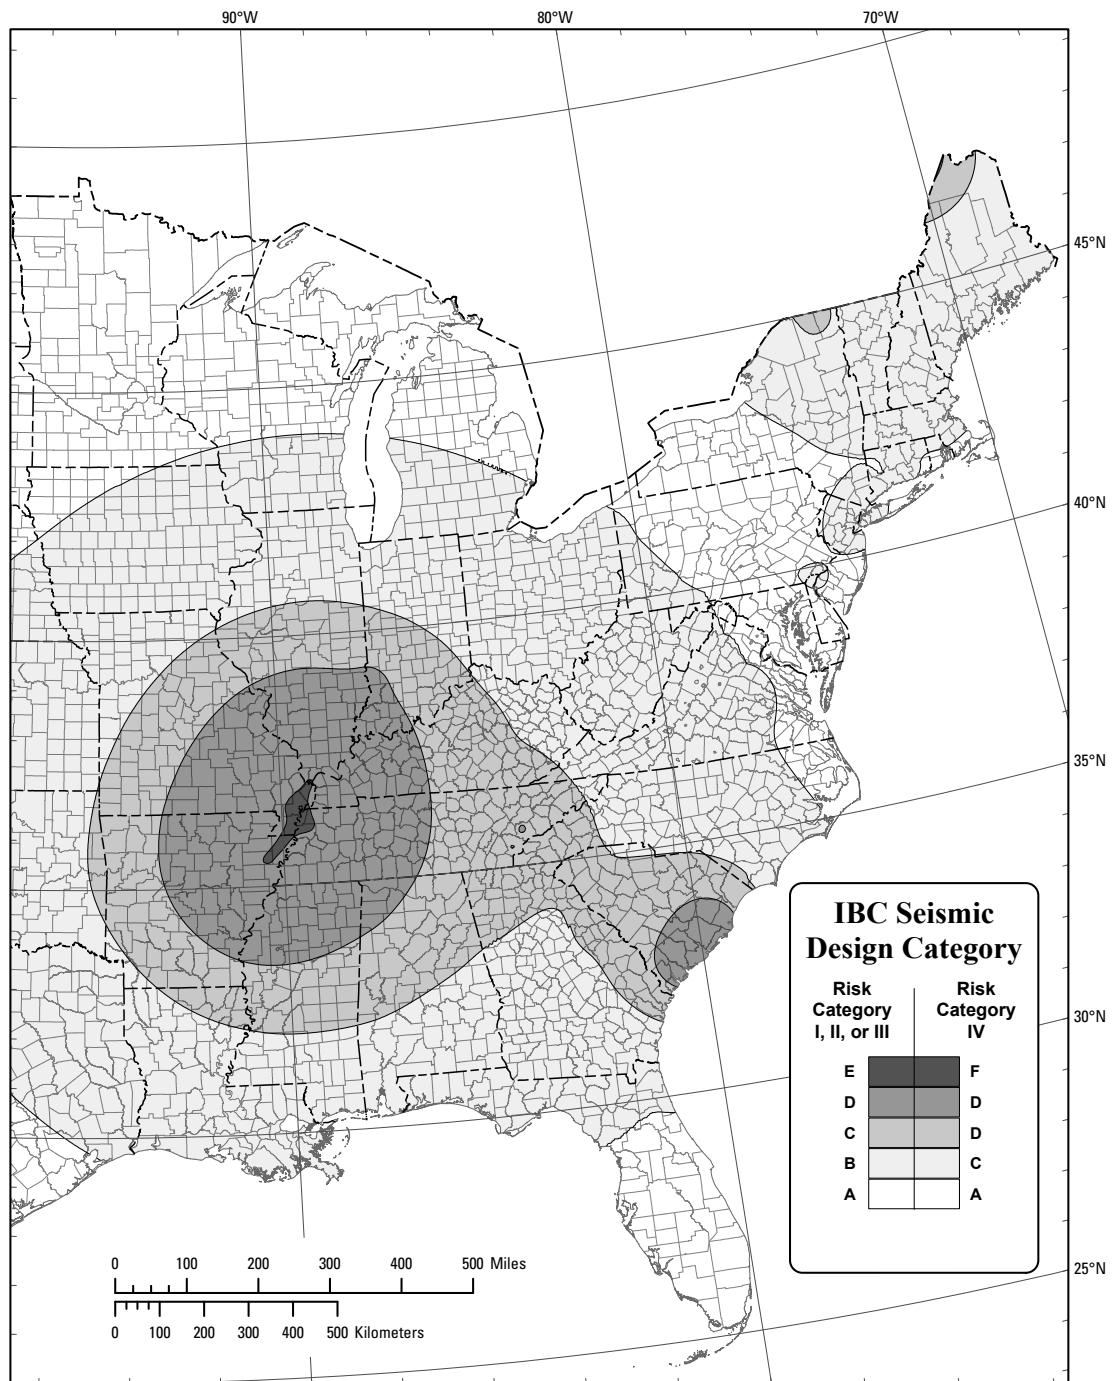 90°W 80°W 70°W
45°N
40°N
35°N
30°N
25°N
IBC Seismic
Design Category
Risk
Category
I, II, or III
Risk
Category
IV
E F
D D
C D
B C
A A
0 100 200 300 400 500 Miles
0 100 200 300 400 500 Kilometers